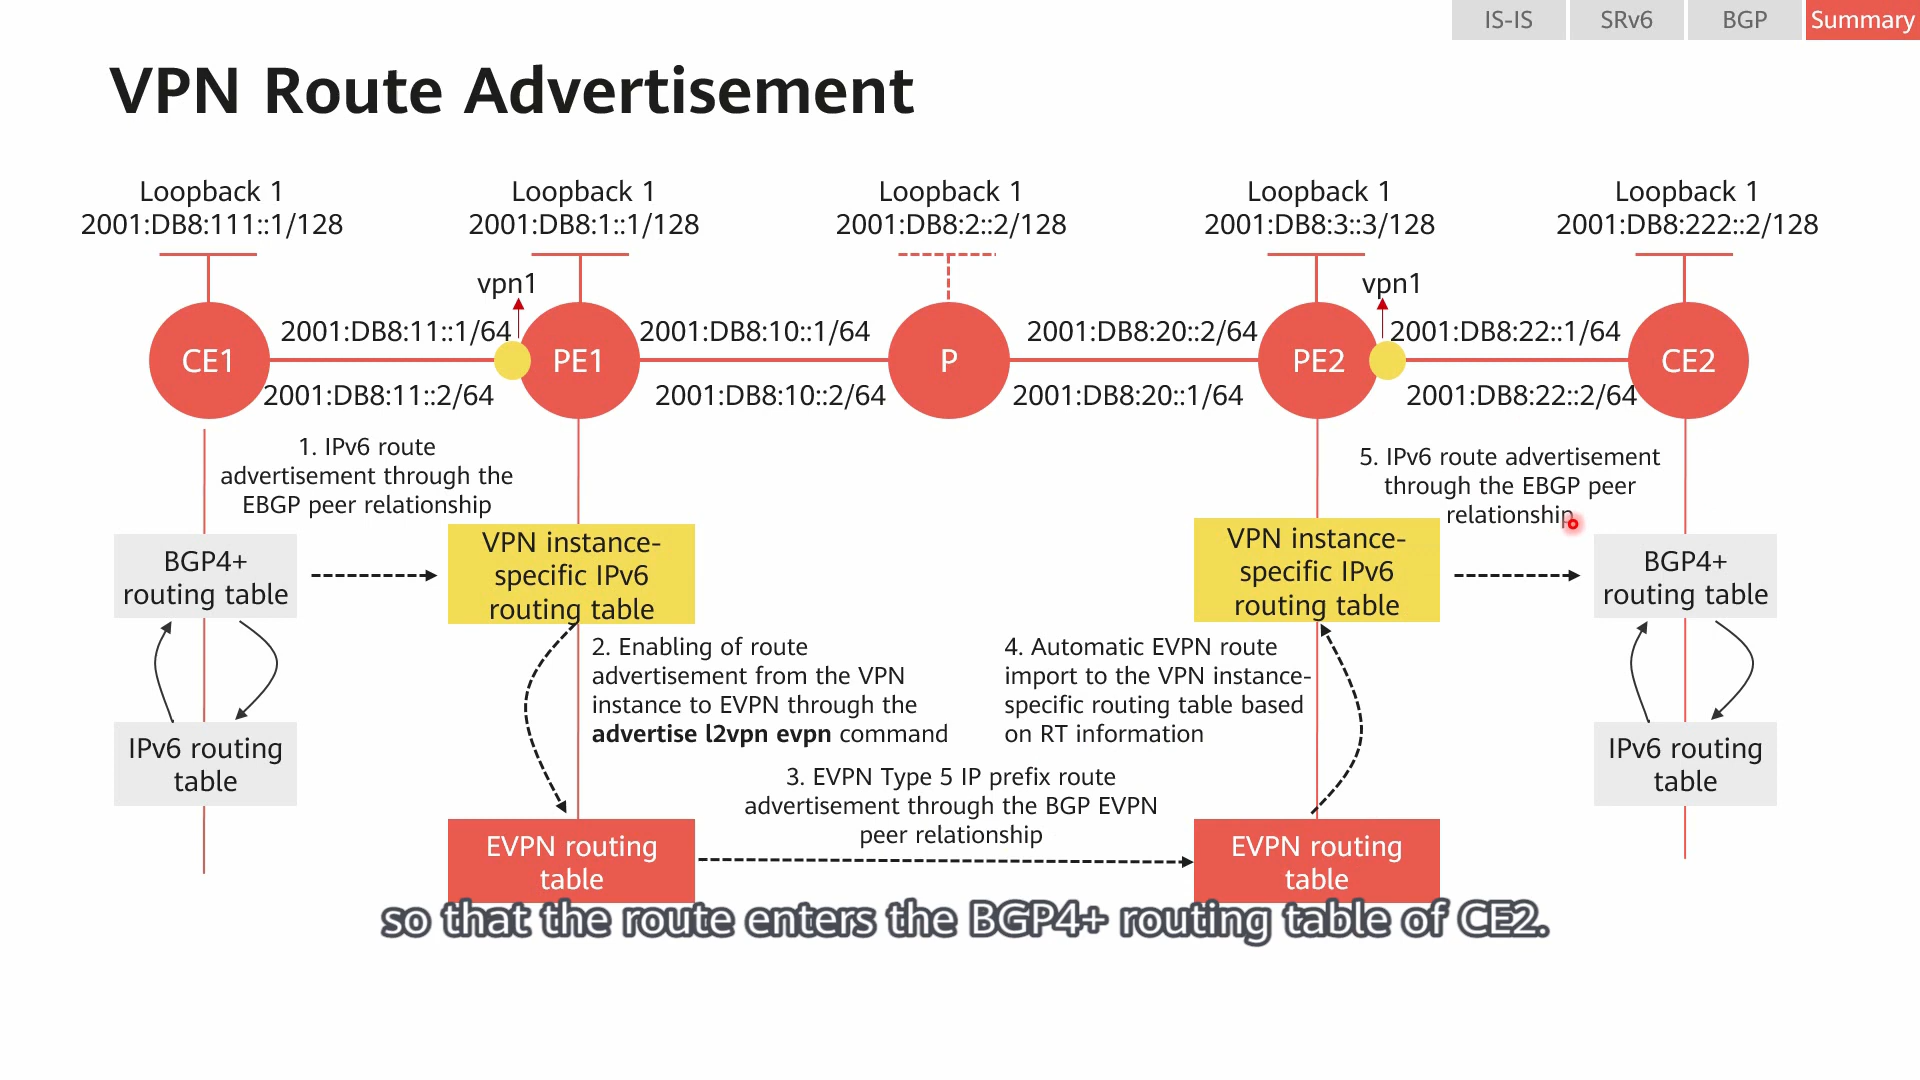 IS-IS
SRv6
BGP
Summary
VPN Route Advertisement
Loopback 1
2001:DB8:111::1/128
Loopback 1
2001:DB8:1::1/128
Loopback 1
2001:DB8:2::2/128
Loopback 1
2001:DB8:3::3/128
Loopback 1
2001:DB8:222::2/128
vpn1
vpn1
2001:DB8:11::1/64
2001:DB8:10::1/64
2001:DB8:20::2/64
2001:DB8:22::1/64
CE1
PE1
P
PE2
CE2
2001:DB8:11::2/64
2001:DB8:10::2/64
2001:DB8:20::1/64
2001:DB8:22::2/64
1. IPv6 route
advertisement through the
EBGP peer relationship
5. IPv6 route advertisement
through the EBGP peer
relationship
BGP4+
routing table
VPN instance-
specific IPv6
routing table
VPN instance-
specific IPv6
routing table
BGP4+
routing table
2. Enabling of route
advertisement from the VPN
instance to EVPN through the
advertise l2vpn evpn command
4. Automatic EVPN route
import to the VPN instance-
specific routing table based
on RT information
IPv6 routing
table
IPv6 routing
table
3. EVPN Type 5 IP prefix route
advertisement through the BGP EVPN
peer relationship
EVPN routing
table
EVPN routing
table
so that the route enters the BGP4+ routing table of CE2.